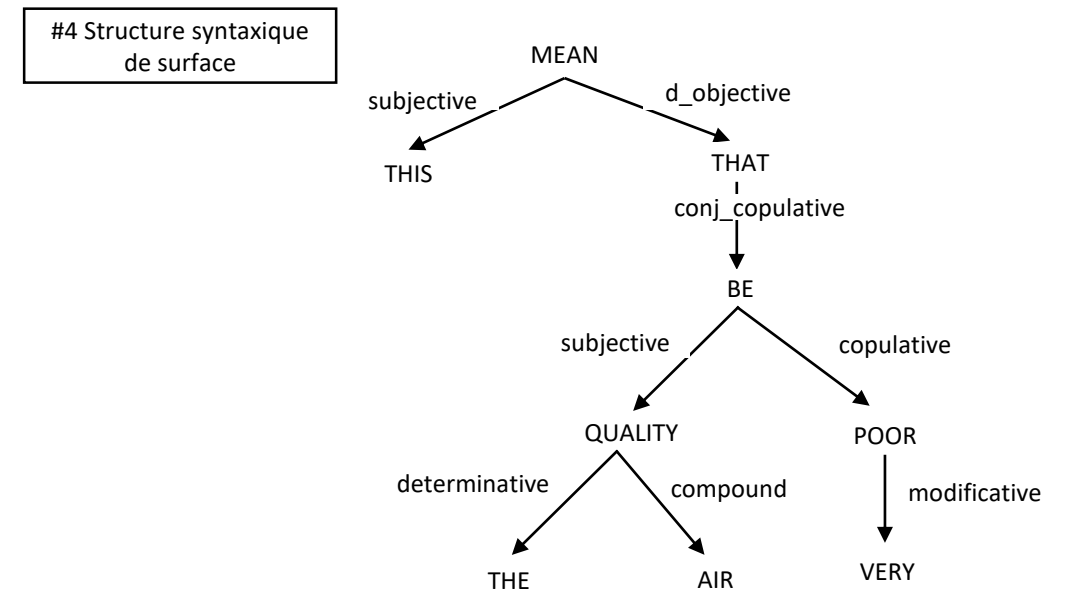 #4 Structure syntaxique
de surface
MEAN
subjective
d_objective
THIS
THAT
conj_copulative
BE
subjective
copulative
QUALITY
POOR
determinative
compound
modificative
THE
AIR
VERY